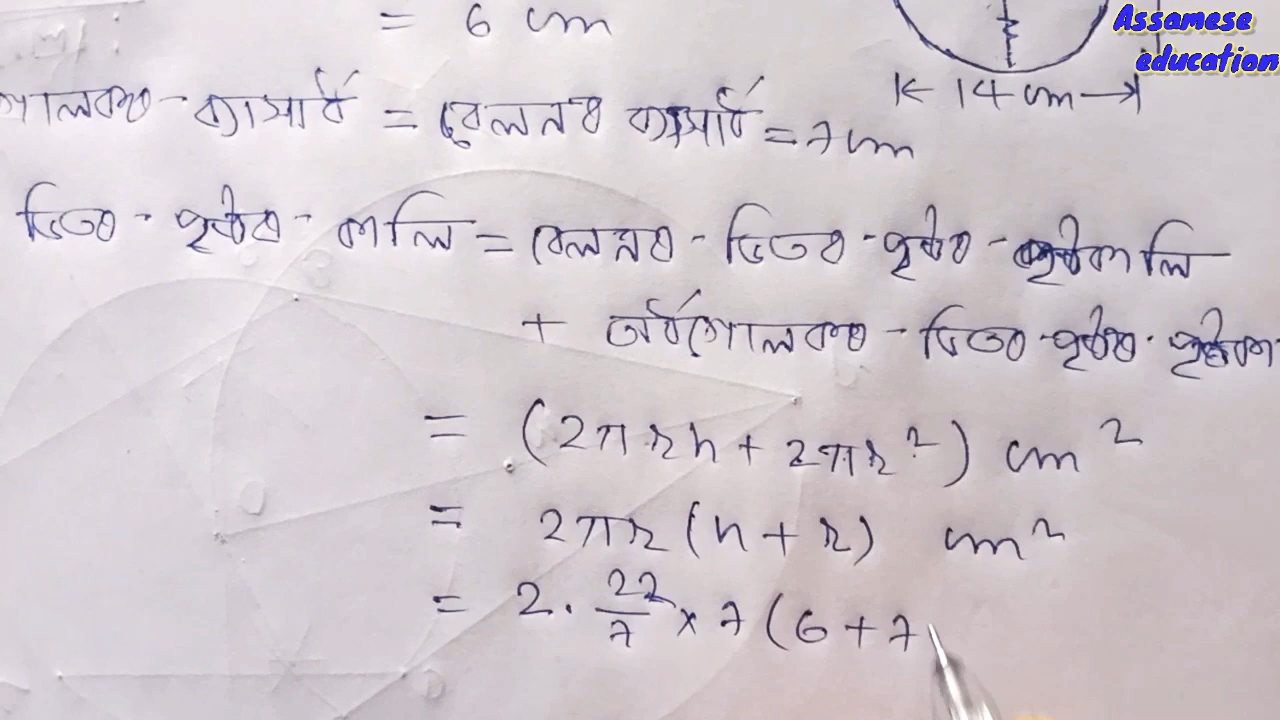 = 6 cm
Assamese
education
|← 14 cm →|
গোলকৰ ব্যাসাৰ্ধ = বেলনৰ ব্যাসাৰ্ধ = 7 cm
ভিতৰ পৃষ্ঠৰ কালি = বেলনৰ ভিতৰ পৃষ্ঠৰ পৃষ্ঠকালি
+ অৰ্ধগোলকৰ ভিতৰ পৃষ্ঠৰ
= (2πrh + 2πr²) cm²
= 2πr (h + r) cm²
= 2 . 22/7 × 7 (6 + 7